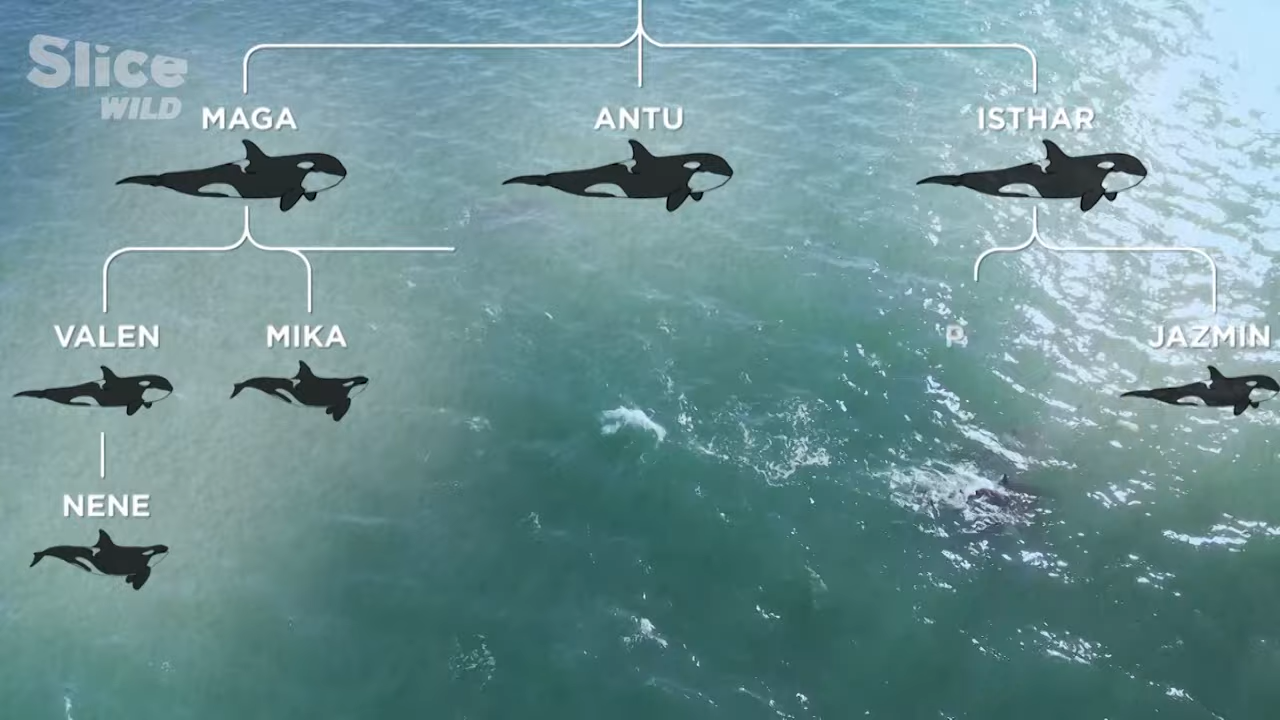 Slice
WILD
MAGA
ANTU
ISTHAR
VALEN
MIKA
P
JAZMIN
NENE